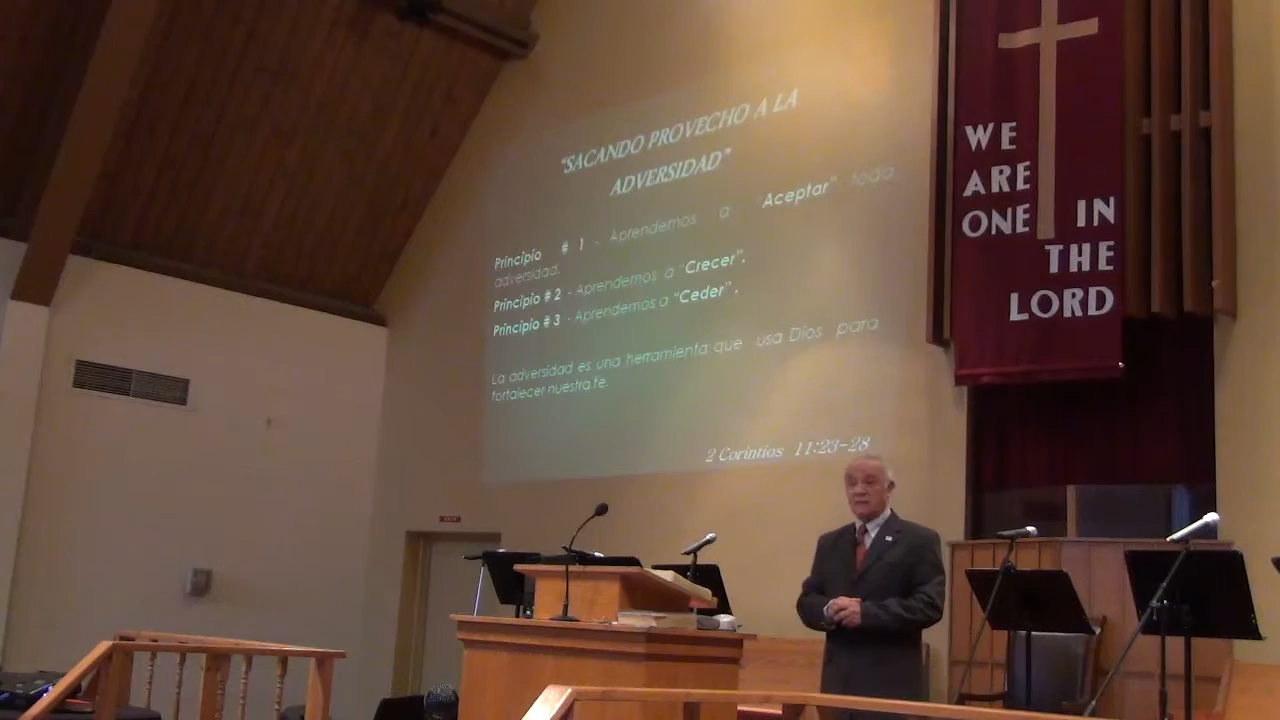 "SACANDO PROVECHO A LA
ADVERSIDAD"
Principio # 1 - Aprendemos a "Aceptar" toda
adversidad.
Principio # 2 - Aprendemos a "Crecer".
Principio # 3 - Aprendemos a "Ceder".
La adversidad es una herramienta que usa Dios para
fortalecer nuestra fe.
2 Corintios 11:23-28
WE
ARE
ONE IN
THE
LORD